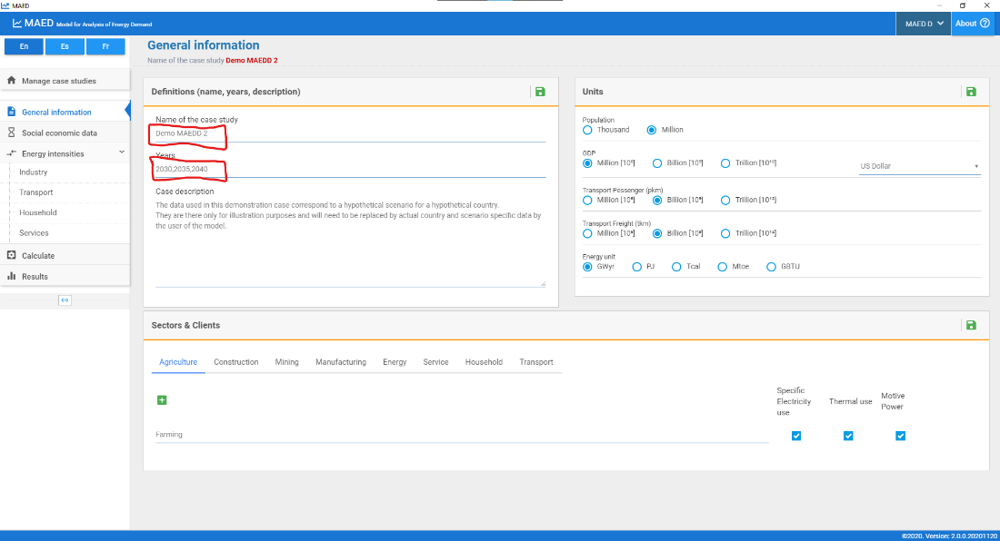 MAED
MAED Model for Analysis of Energy Demand
MAED D
About
En Es Fr
General information
Name of the case study Demo MAEDD 2
Manage case studies
General information
Social economic data
Energy intensities
Industry
Transport
Household
Services
Calculate
Results
Definitions (name, years, description)
Name of the case study
Demo MAEDD 2
Years
2030,2035,2040
Case description
The data used in this demonstration case correspond to a hypothetical scenario for a hypothetical country.
They are there only for illustration purposes and will need to be replaced by actual country and scenario specific data by
the user of the model.
Units
Population
Thousand Million
GDP
Million [10⁶] Billion [10⁹] Trillion [10¹²] US Dollar
Transport Pessenger (pkm)
Million [10⁶] Billion [10⁹] Trillion [10¹²]
Transport Freight (tkm)
Million [10⁶] Billion [10⁹] Trillion [10¹²]
Energy unit
GWyr PJ Tcal Mtoe GBTU
Sectors & Clients
Agriculture Construction Mining Manufacturing Energy Service Household Transport
Specific
Electricity
use
Thermal use
Motive
Power
Farming
©2020. Version: 2.0.0.20201120